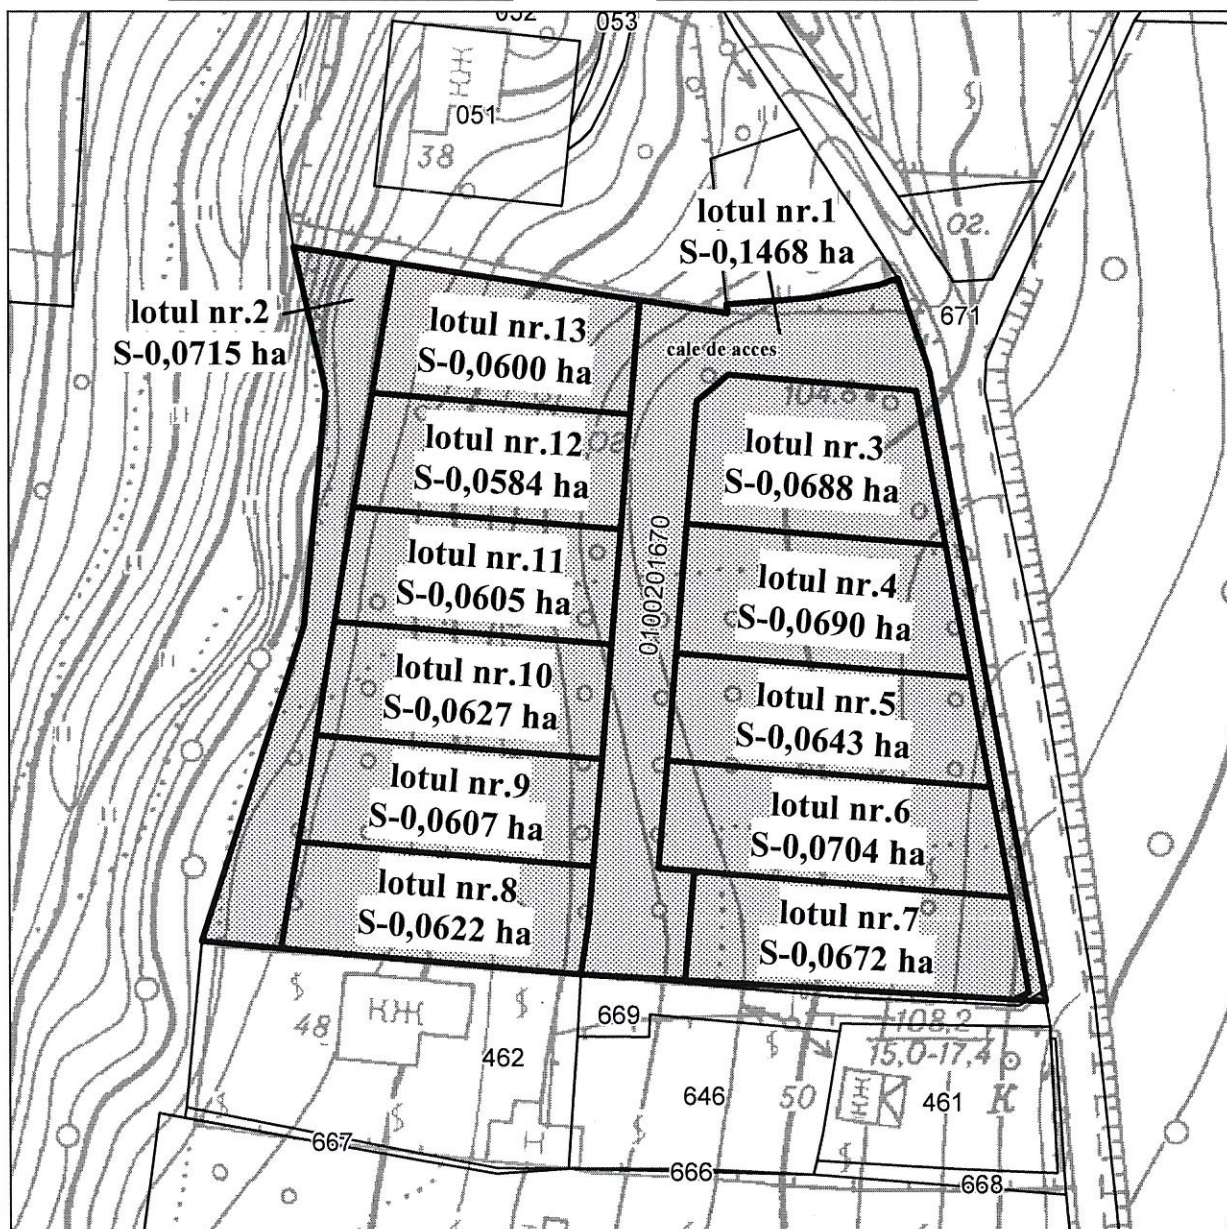 052
053
051
38
lotul nr.1
S-0,1468 ha
02.
671
lotul nr.2
S-0,0715 ha
lotul nr.13
S-0,0600 ha
cale de acces
104.6
lotul nr.12
S-0,0584 ha
lotul nr.3
S-0,0688 ha
lotul nr.11
S-0,0605 ha
0100201670
lotul nr.4
S-0,0690 ha
lotul nr.10
S-0,0627 ha
lotul nr.5
S-0,0643 ha
lotul nr.9
S-0,0607 ha
lotul nr.6
S-0,0704 ha
lotul nr.8
S-0,0622 ha
lotul nr.7
S-0,0672 ha
48
КЖ
462
669
108,2
15,0-17,4
646
50
461
К
Н
667
666
668